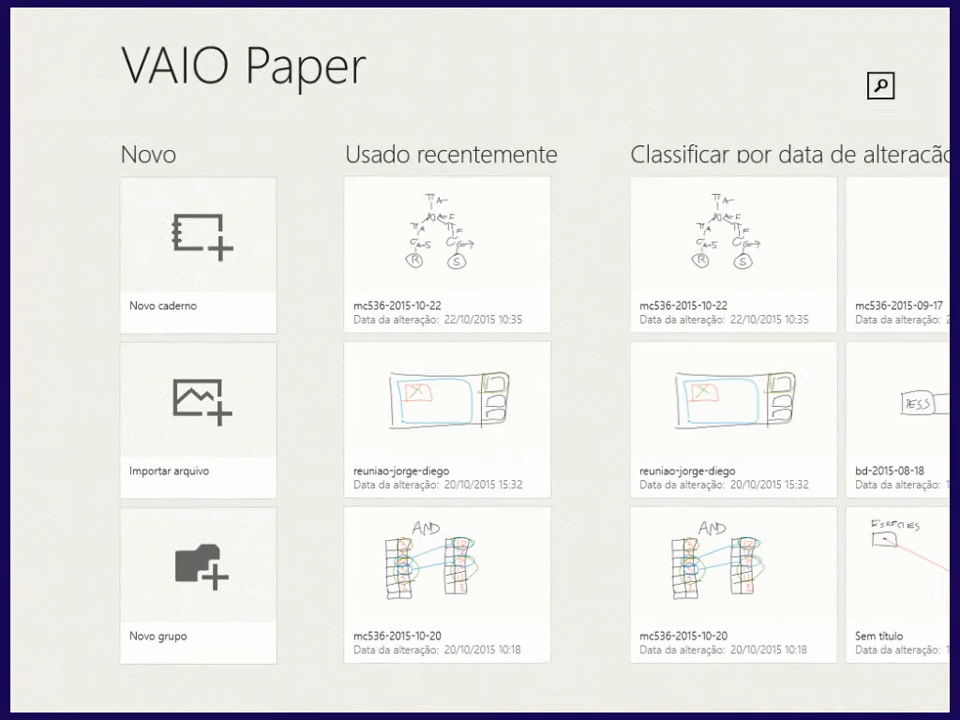 VAIO Paper
Novo
Usado recentemente
Classificar por data de alteração
Novo caderno
mc536-2015-10-22
Data da alteração: 22/10/2015 10:35
mc536-2015-10-22
Data da alteração: 22/10/2015 10:35
mc536-2015-09-17
Data da alteração:
Importar arquivo
reuniao-jorge-diego
Data da alteração: 20/10/2015 15:32
reuniao-jorge-diego
Data da alteração: 20/10/2015 15:32
bd-2015-08-18
Data da alteração:
AND
AND
Novo grupo
mc536-2015-10-20
Data da alteração: 20/10/2015 10:18
mc536-2015-10-20
Data da alteração: 20/10/2015 10:18
Sem título
Data da alteração: